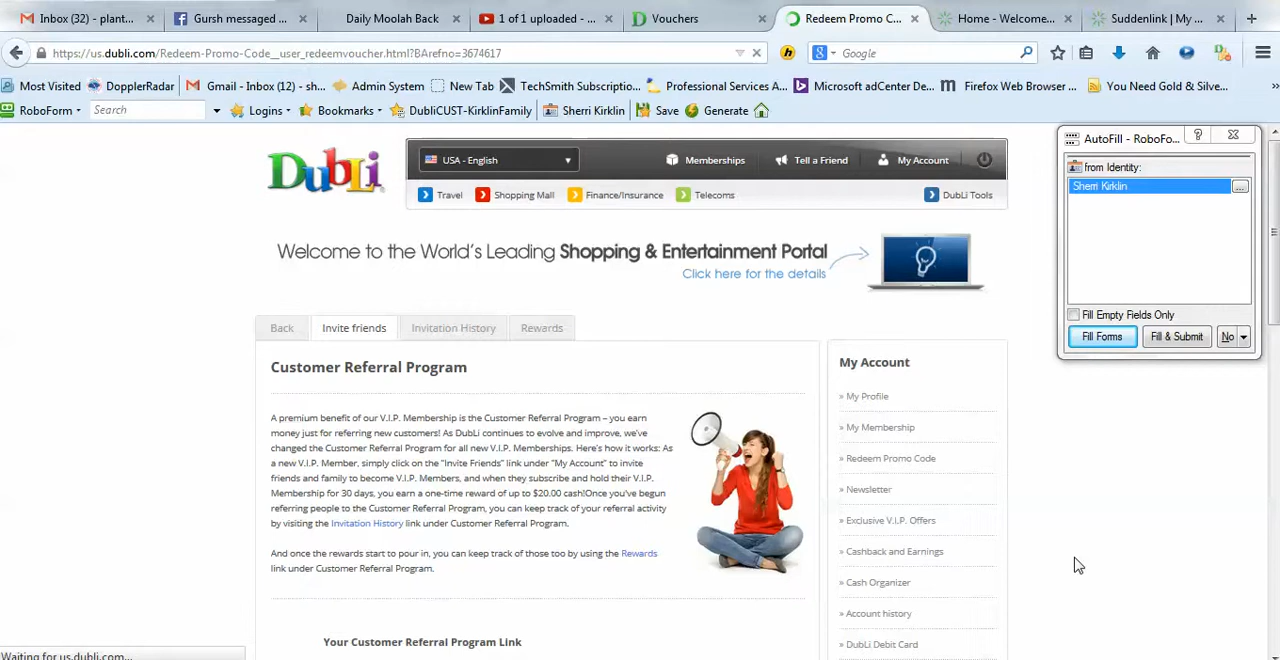 Inbox (32) - plant...
Gursh messaged ...
Daily Moolah Back
1 of 1 uploaded - ...
Vouchers
Redeem Promo C...
Home - Welcome...
Suddenlink | My ...
https://us.dubli.com/Redeem-Promo-Code__user_redeemvoucher.html?BArefno=3674617
Google
Most Visited
DopplerRadar
Gmail - Inbox (12) - sh...
Admin System
New Tab
TechSmith Subscriptio...
Professional Services A...
Microsoft adCenter De...
Firefox Web Browser ...
You Need Gold & Silve...
RoboForm
Search
Logins
Bookmarks
DubliCUST-KirklinFamily
Sherri Kirklin
Save
Generate
DubLi
USA - English
Memberships
Tell a Friend
My Account
Travel
Shopping Mall
Finance/Insurance
Telecoms
DubLi Tools
Welcome to the World's Leading Shopping & Entertainment Portal
Click here for the details
Back
Invite friends
Invitation History
Rewards
Customer Referral Program
A premium benefit of our V.I.P. Membership is the Customer Referral Program – you earn
money just for referring new customers! As DubLi continues to evolve and improve, we've
changed the Customer Referral Program for all new V.I.P. Memberships. Here's how it works: As
a new V.I.P. Member, simply click on the "Invite Friends" link under "My Account" to invite
friends and family to become V.I.P. Members, and when they subscribe and hold their V.I.P.
Membership for 30 days, you earn a one-time reward of up to $20.00 cash!Once you've begun
referring people to the Customer Referral Program, you can keep track of your referral activity
by visiting the Invitation History link under Customer Referral Program.
And once the rewards start to pour in, you can keep track of those too by using the Rewards
link under Customer Referral Program.
Your Customer Referral Program Link
My Account
» My Profile
» My Membership
» Redeem Promo Code
» Newsletter
» Exclusive V.I.P. Offers
» Cashback and Earnings
» Cash Organizer
» Account history
» DubLi Debit Card
AutoFill - RoboFo...
from Identity:
Sherri Kirklin
...
Fill Empty Fields Only
Fill Forms
Fill & Submit
No
Waiting for us.dubli.com...